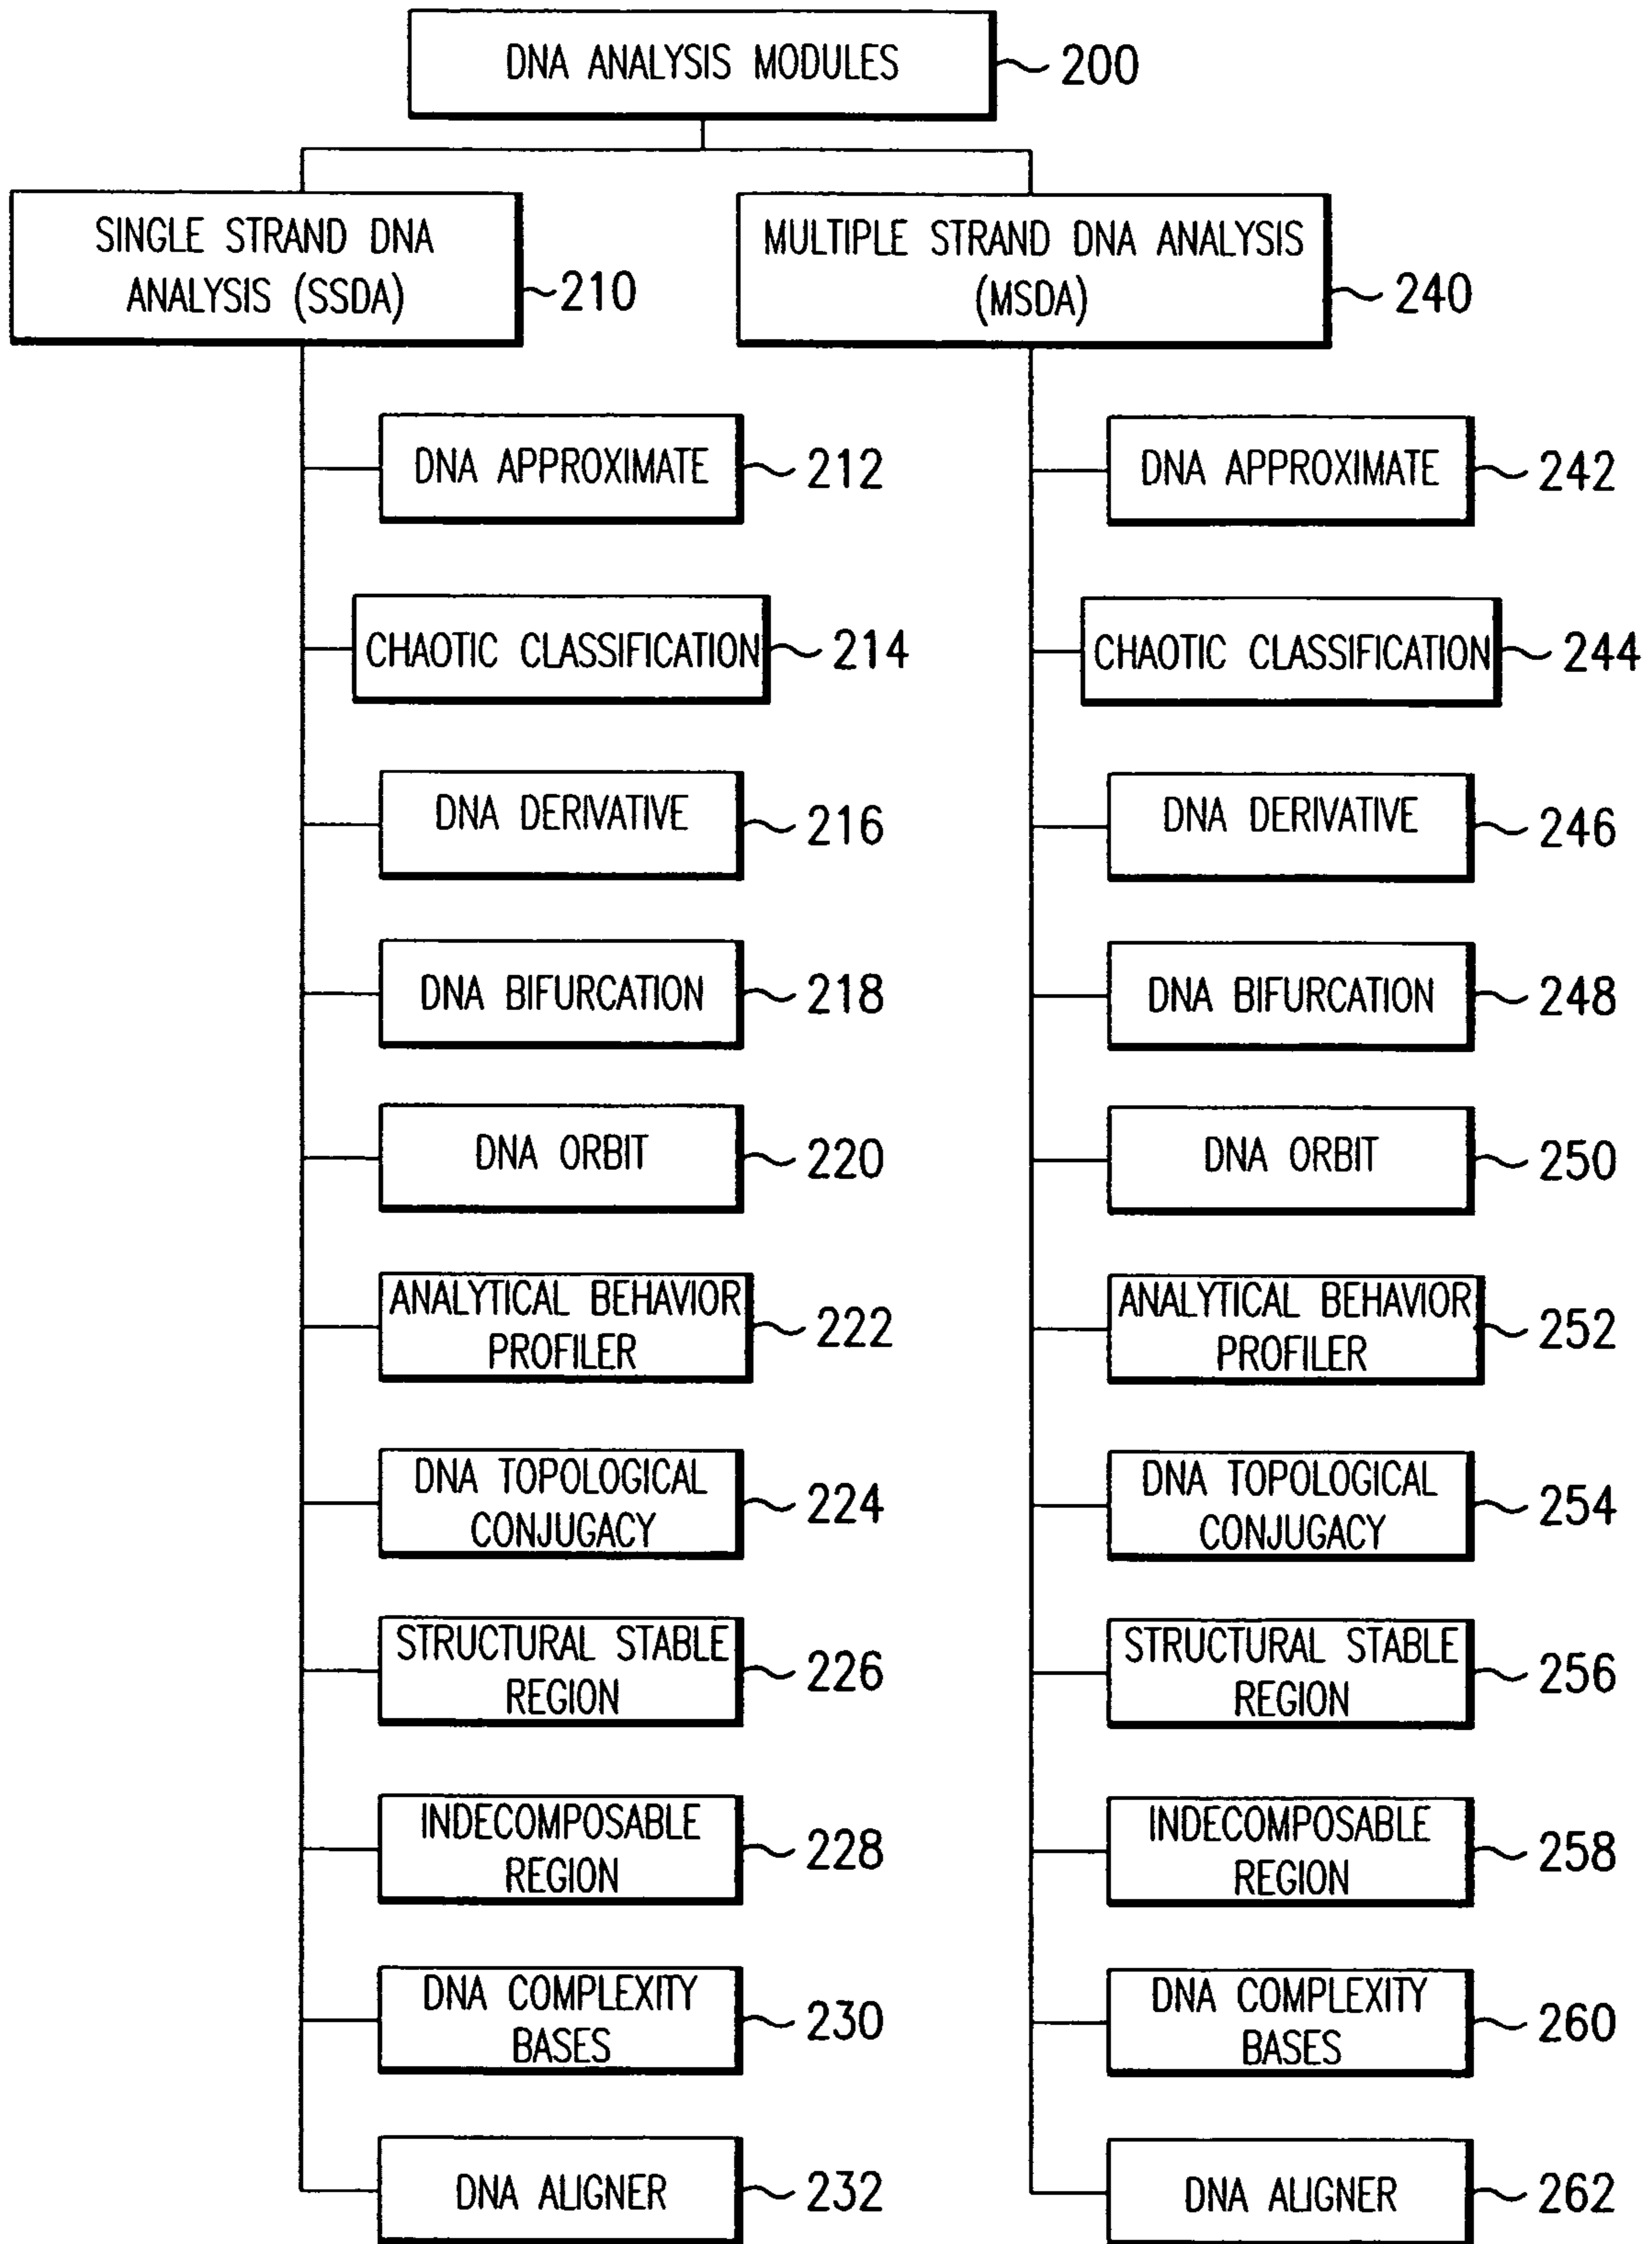 DNA ANALYSIS MODULES
200
SINGLE STRAND DNA
ANALYSIS (SSDA)
210
MULTIPLE STRAND DNA ANALYSIS
(MSDA)
240
DNA APPROXIMATE
212
CHAOTIC CLASSIFICATION
214
DNA DERIVATIVE
216
DNA BIFURCATION
218
DNA ORBIT
220
ANALYTICAL BEHAVIOR
PROFILER
222
DNA TOPOLOGICAL
CONJUGACY
224
STRUCTURAL STABLE
REGION
226
INDECOMPOSABLE
REGION
228
DNA COMPLEXITY
BASES
230
DNA ALIGNER
232
DNA APPROXIMATE
242
CHAOTIC CLASSIFICATION
244
DNA DERIVATIVE
246
DNA BIFURCATION
248
DNA ORBIT
250
ANALYTICAL BEHAVIOR
PROFILER
252
DNA TOPOLOGICAL
CONJUGACY
254
STRUCTURAL STABLE
REGION
256
INDECOMPOSABLE
REGION
258
DNA COMPLEXITY
BASES
260
DNA ALIGNER
262